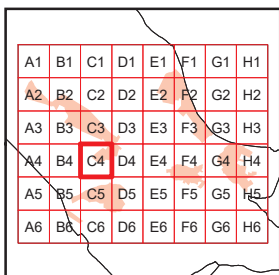 A1 B1 C1 D1 E1 F1 G1 H1
A2 B2 C2 D2 E2 F2 G2 H2
A3 B3 C3 D3 E3 F3 G3 H3
A4 B4 C4 D4 E4 F4 G4 H4
A5 B5 C5 D5 E5 F5 G5 H5
A6 B6 C6 D6 E6 F6 G6 H6